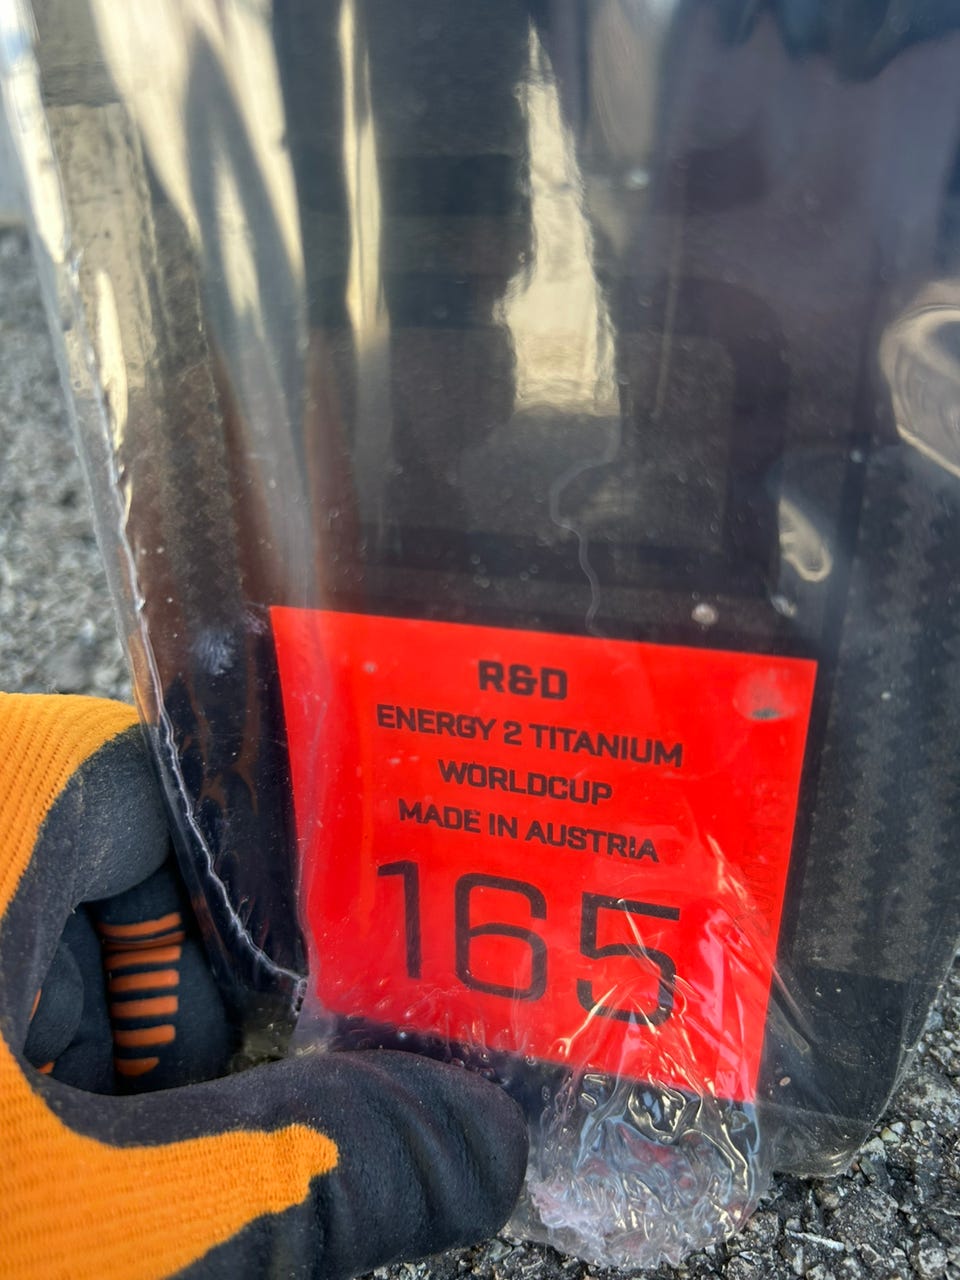 R&D
ENERGY 2 TITANIUM
WORLDCUP
MADE IN AUSTRIA
165